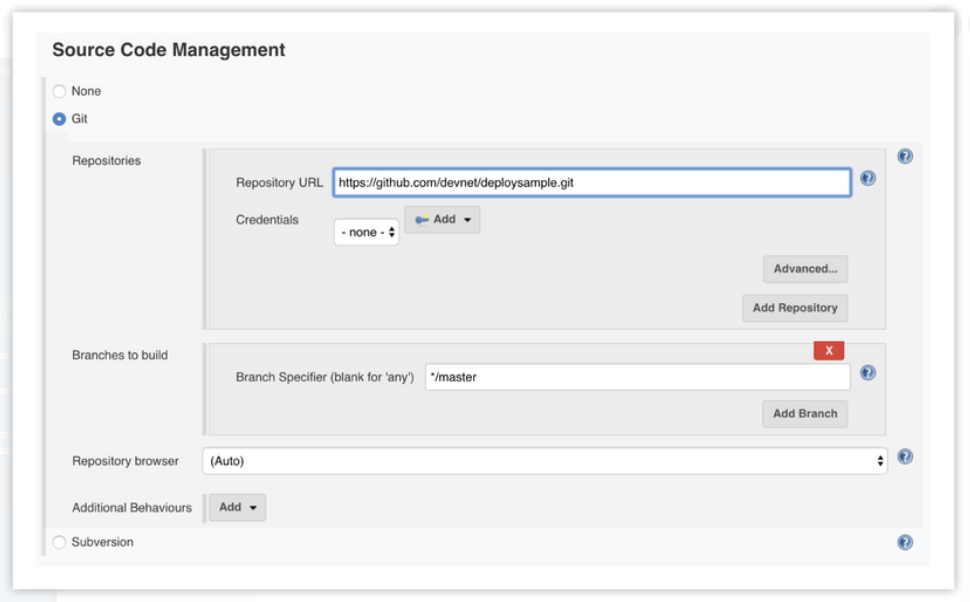 Source Code Management
None
Git
Repositories
Repository URL https://github.com/devnet/deploysample.git
Credentials - none - Add
Advanced...
Add Repository
Branches to build X
Branch Specifier (blank for 'any') */master
Add Branch
Repository browser (Auto)
Additional Behaviours Add
Subversion